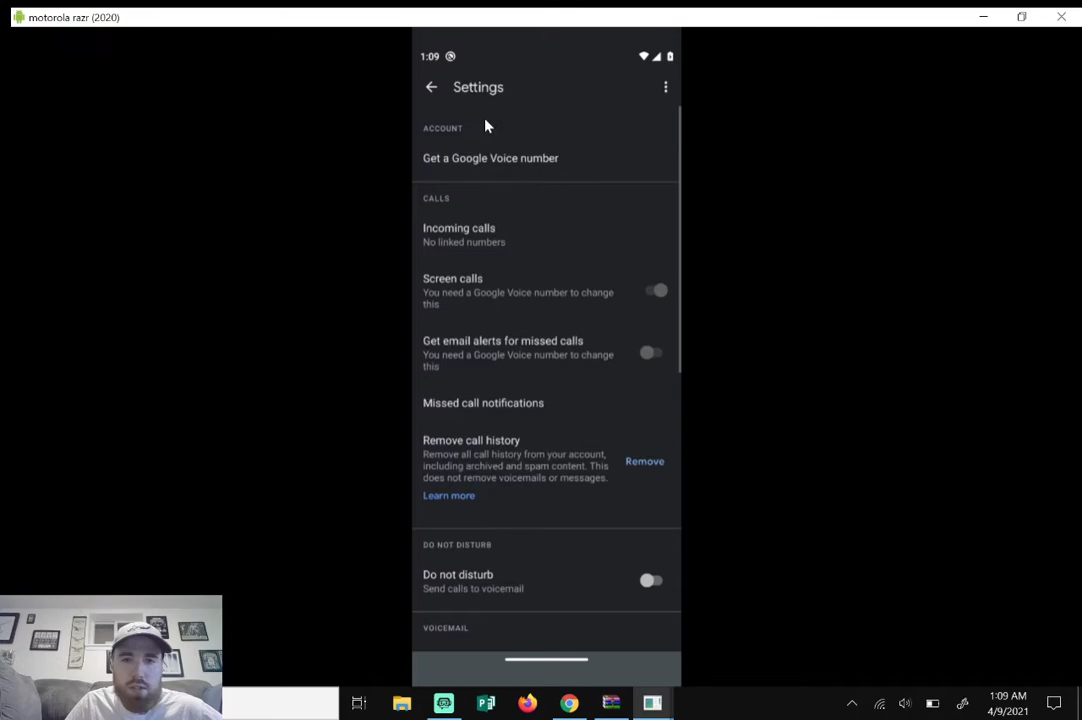 motorola razr (2020)
1:09
Settings
ACCOUNT
Get a Google Voice number
CALLS
Incoming calls
No linked numbers
Screen calls
You need a Google Voice number to change
this
Get email alerts for missed calls
You need a Google Voice number to change
this
Missed call notifications
Remove call history
Remove all call history from your account,
including archived and spam content. This
does not remove voicemails or messages.
Remove
Learn more
DO NOT DISTURB
Do not disturb
Send calls to voicemail
VOICEMAIL
1:09 AM
4/9/2021